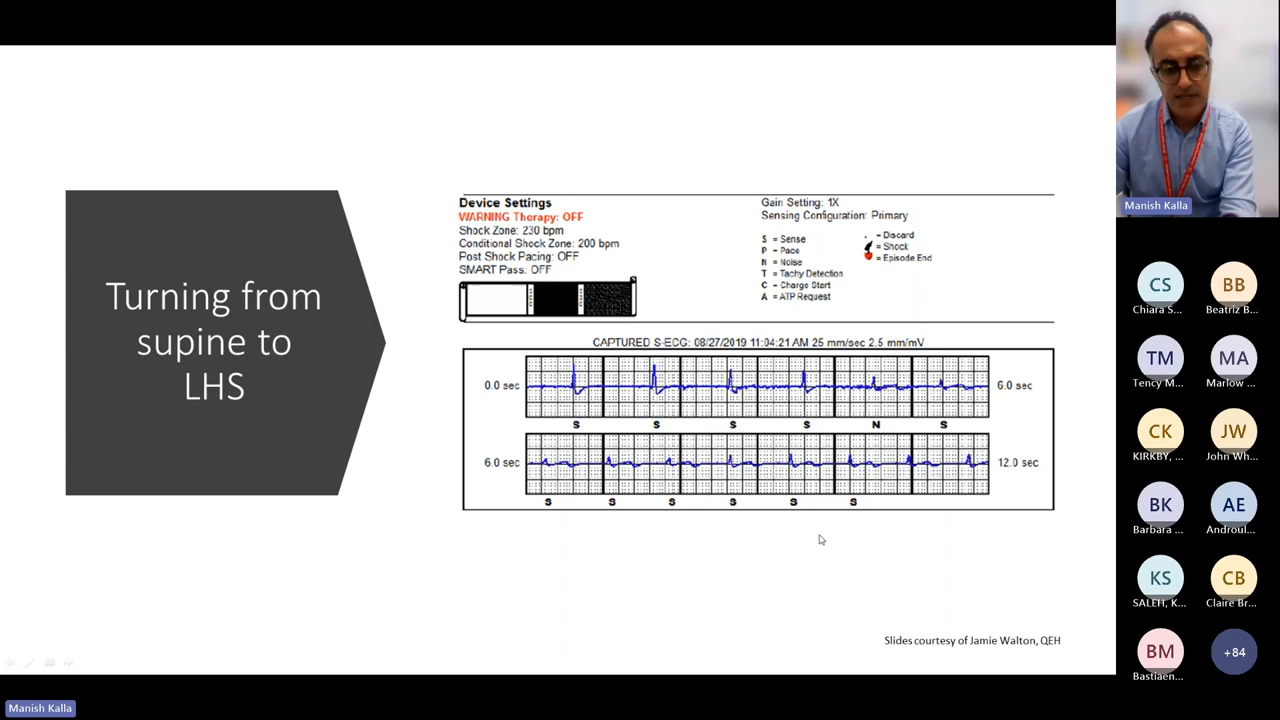 Turning from
supine to
LHS
Device Settings
WARNING Therapy: OFF
Shock Zone: 230 bpm
Conditional Shock Zone: 200 bpm
Post Shock Pacing: OFF
SMART Pass: OFF
Gain Setting: 1X
Sensing Configuration: Primary
S = Sense
P = Pace
N = Noise
T = Tachy Detection
C = Charge Start
A = ATP Request
. = Discard
= Shock
= Episode End
CAPTURED S-ECG: 08/27/2019 11:04:21 AM 25 mm/sec 2.5 mm/mV
0.0 sec
6.0 sec
S S S S N S
6.0 sec
12.0 sec
S S S S S S
Slides courtesy of Jamie Walton, QEH
Manish Kalla
Manish Kalla
CS
BB
Chiara S...
Beatriz B...
TM
MA
Tency M...
Marlow ...
CK
JW
KIRKBY, ...
John Wh...
BK
AE
Barbara ...
Androul...
KS
CB
SALEH, K...
Claire Br...
BM
+84
Bastiaen...